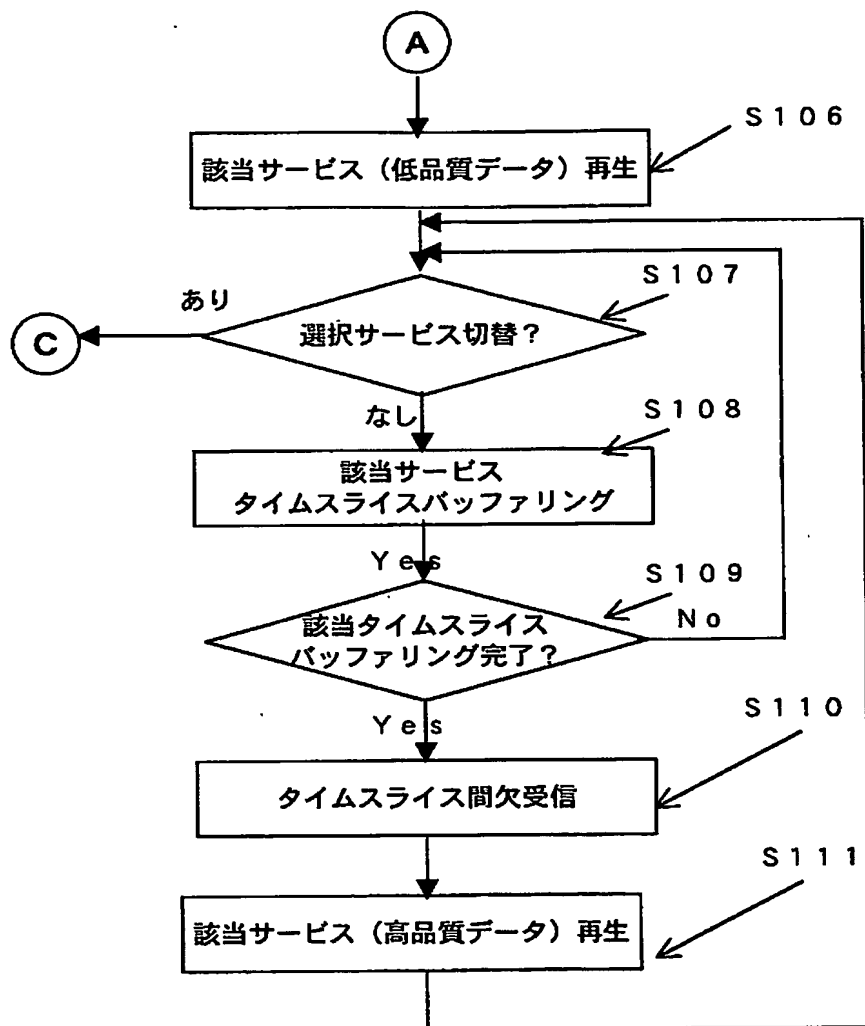 A
S106
該当サービス（低品質データ）再生
S107
あり
選択サービス切替？
C
なし
S108
該当サービス
タイムスライスバッファリング
Yes
S109
該当タイムスライス
バッファリング完了？
No
Yes
S110
タイムスライス間欠受信
S111
該当サービス（高品質データ）再生